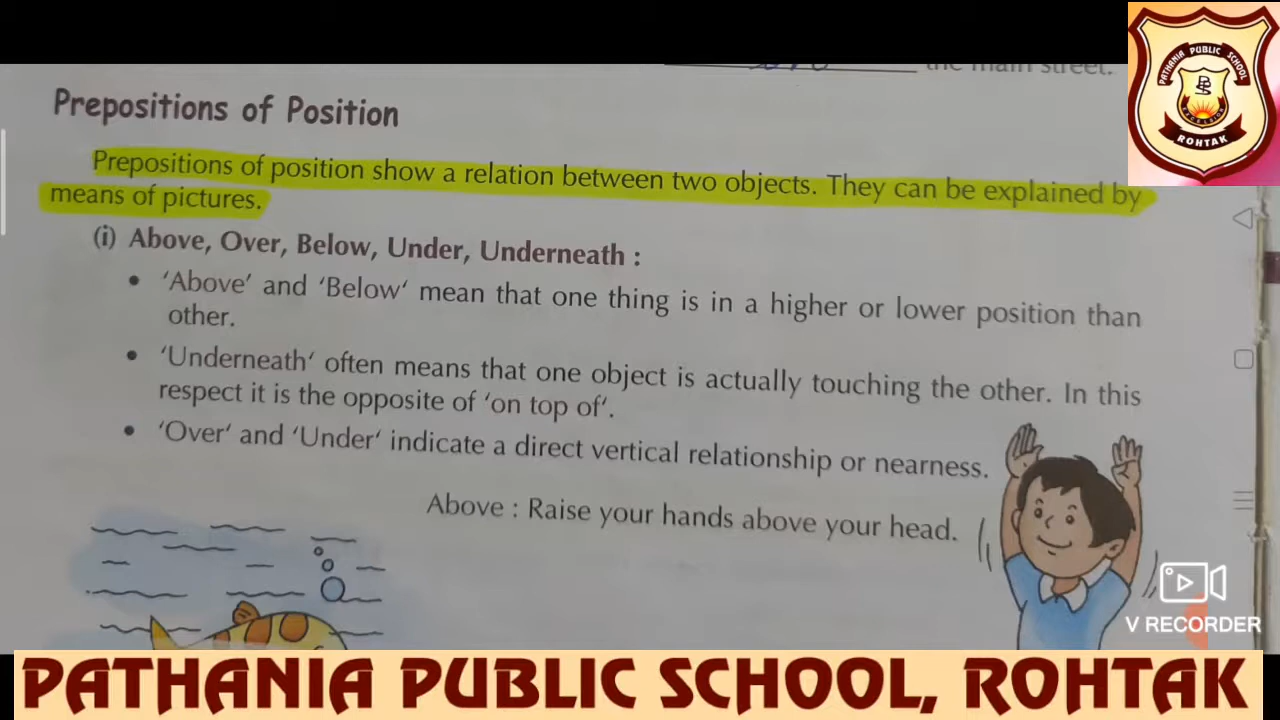 the main street.
PATHANIA PUBLIC SCHOOL
EXCELSIOR
ROHTAK
Prepositions of Position
Prepositions of position show a relation between two objects. They can be explained by
means of pictures.
(i) Above, Over, Below, Under, Underneath :
• 'Above' and 'Below' mean that one thing is in a higher or lower position than
other.
• 'Underneath' often means that one object is actually touching the other. In this
respect it is the opposite of 'on top of'.
• 'Over' and 'Under' indicate a direct vertical relationship or nearness.
Above : Raise your hands above your head.
V RECORDER
PATHANIA PUBLIC SCHOOL, ROHTAK